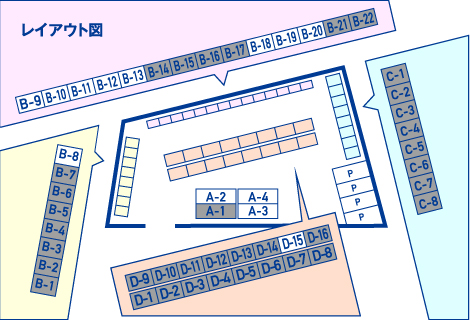 レイアウト図
B-9 B-10 B-11 B-12 B-13 B-14 B-15 B-16 B-17 B-18 B-19 B-20 B-21 B-22
B-8
B-7
B-6
B-5
B-4
B-3
B-2
B-1
C-1
C-2
C-3
C-4
C-5
C-6
C-7
C-8
P
P
P
P
A-2 A-4
A-1 A-3
D-9 D-10 D-11 D-12 D-13 D-14 D-15 D-16
D-1 D-2 D-3 D-4 D-5 D-6 D-7 D-8